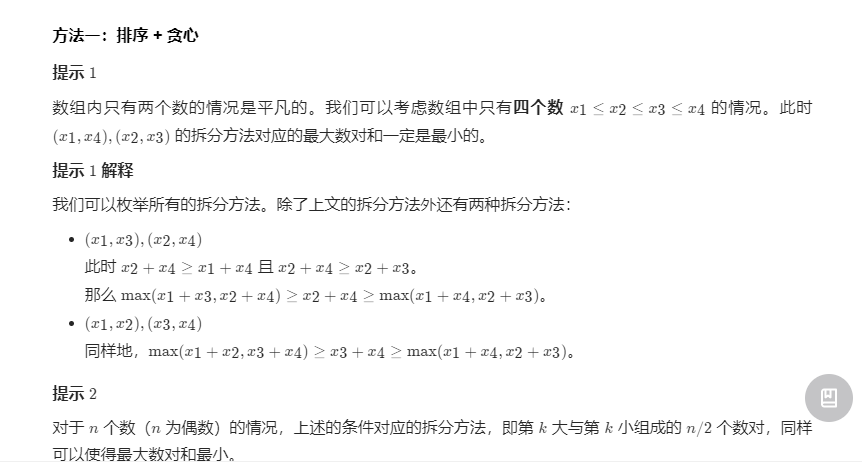 方法一：排序 + 贪心
提示 1
数组内只有两个数的情况是平凡的。我们可以考虑数组中只有四个数 x1 ≤ x2 ≤ x3 ≤ x4 的情况。此时
(x1, x4), (x2, x3) 的拆分方法对应的最大数对和一定是最小的。
提示 1 解释
我们可以枚举所有的拆分方法。除了上文的拆分方法外还有两种拆分方法：
• (x1, x3), (x2, x4)
此时 x2 + x4 ≥ x1 + x4 且 x2 + x4 ≥ x2 + x3。
那么 max(x1 + x3, x2 + x4) ≥ x2 + x4 ≥ max(x1 + x4, x2 + x3)。
• (x1, x2), (x3, x4)
同样地，max(x1 + x2, x3 + x4) ≥ x3 + x4 ≥ max(x1 + x4, x2 + x3)。
提示 2
对于 n 个数（n 为偶数）的情况，上述的条件对应的拆分方法，即第 k 大与第 k 小组成的 n/2 个数对，同样
可以使得最大数对和最小。